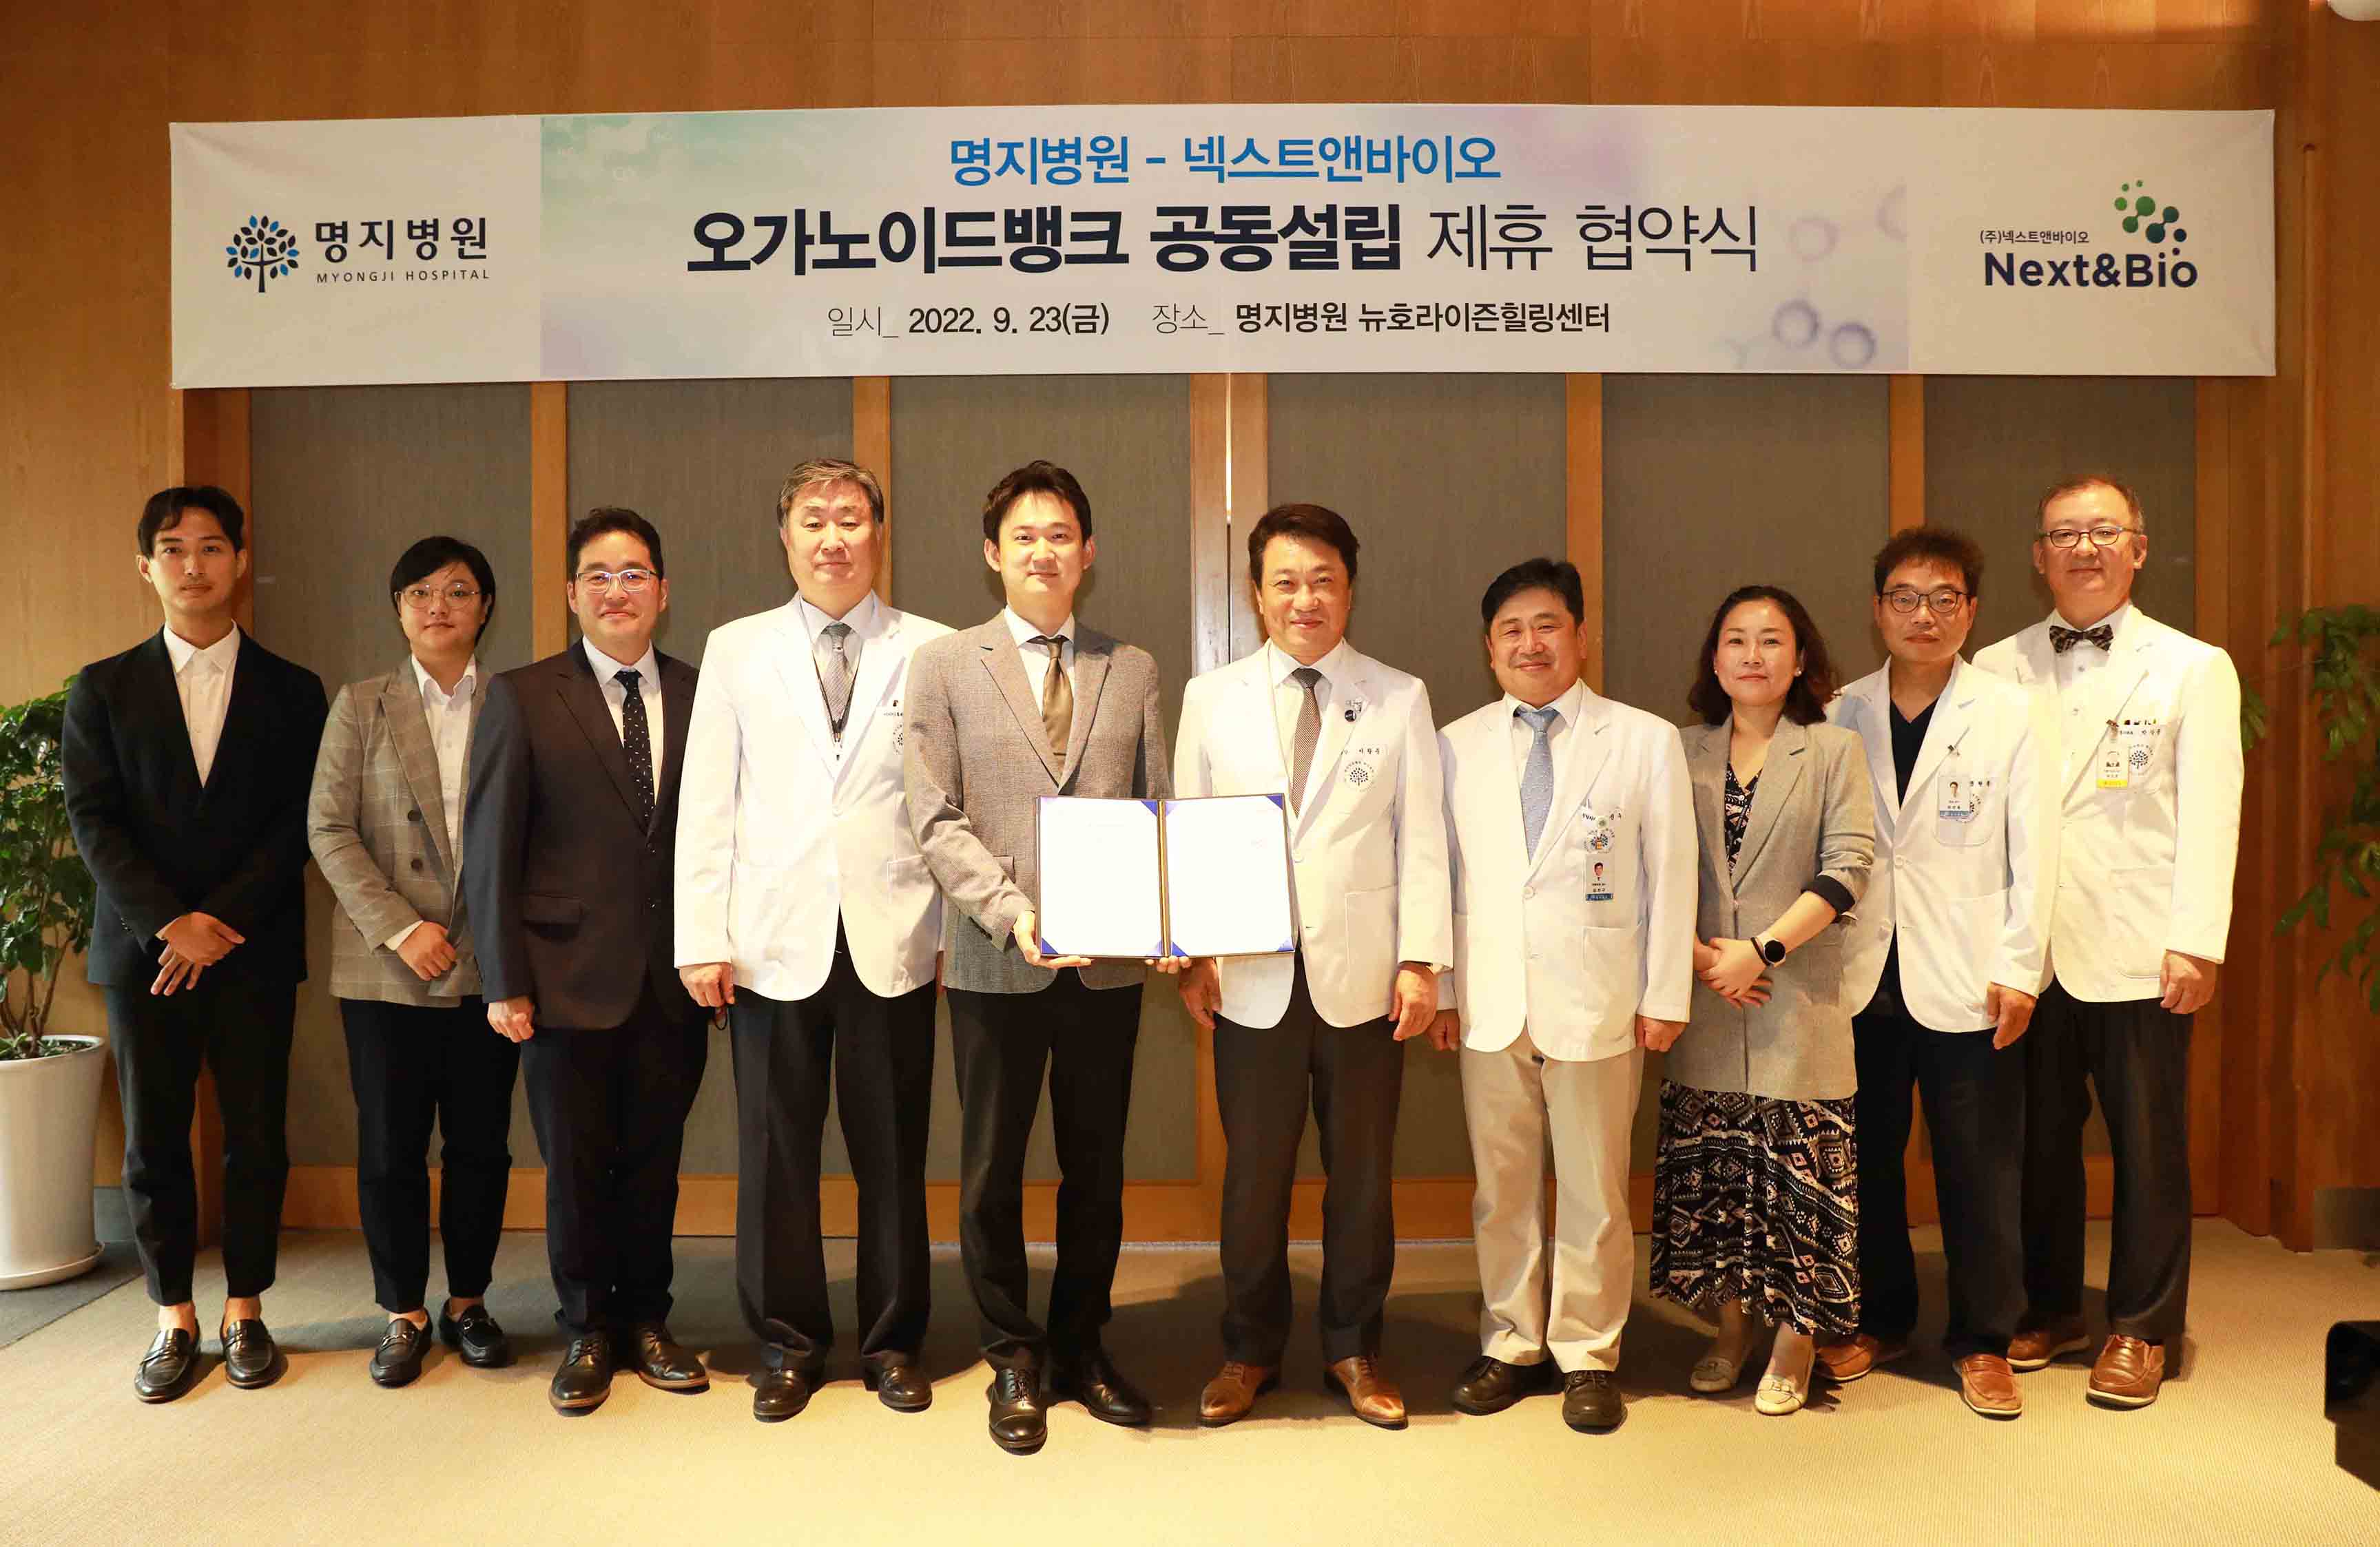 명지병원 - 넥스트앤바이오
오가노이드뱅크 공동설립 제휴 협약식
일시_ 2022. 9. 23(금) 장소_ 명지병원 뉴호라이즌힐링센터
명지병원
MYONGJI HOSPITAL
(주)넥스트앤바이오
Next&Bio